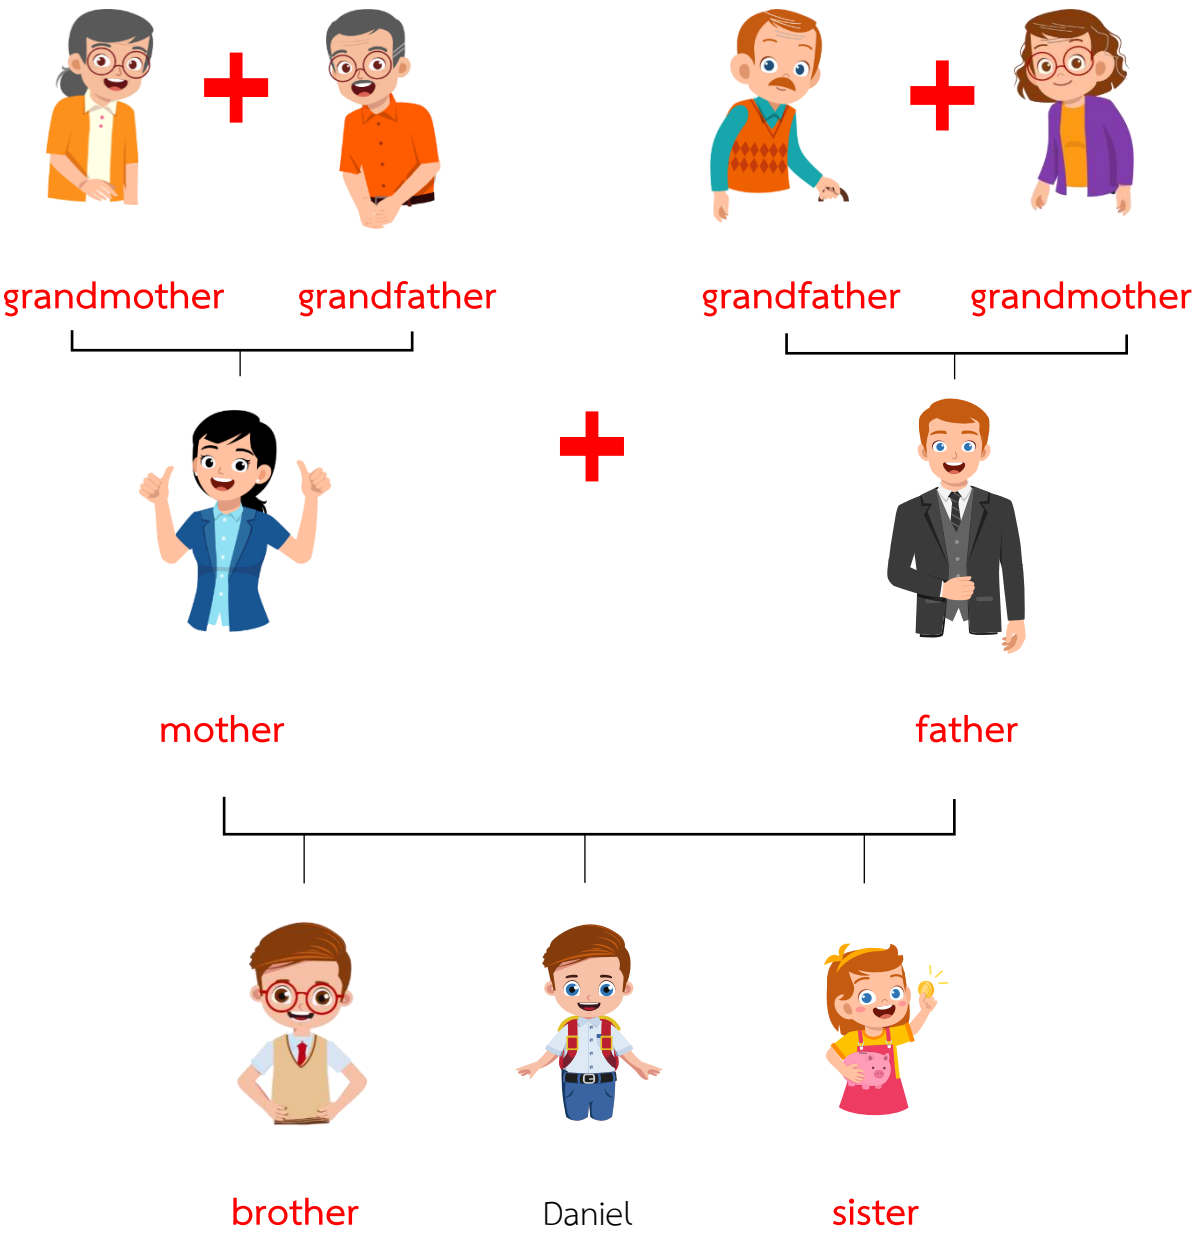 grandmother
grandfather
grandfather
grandmother
mother
father
brother
Daniel
sister